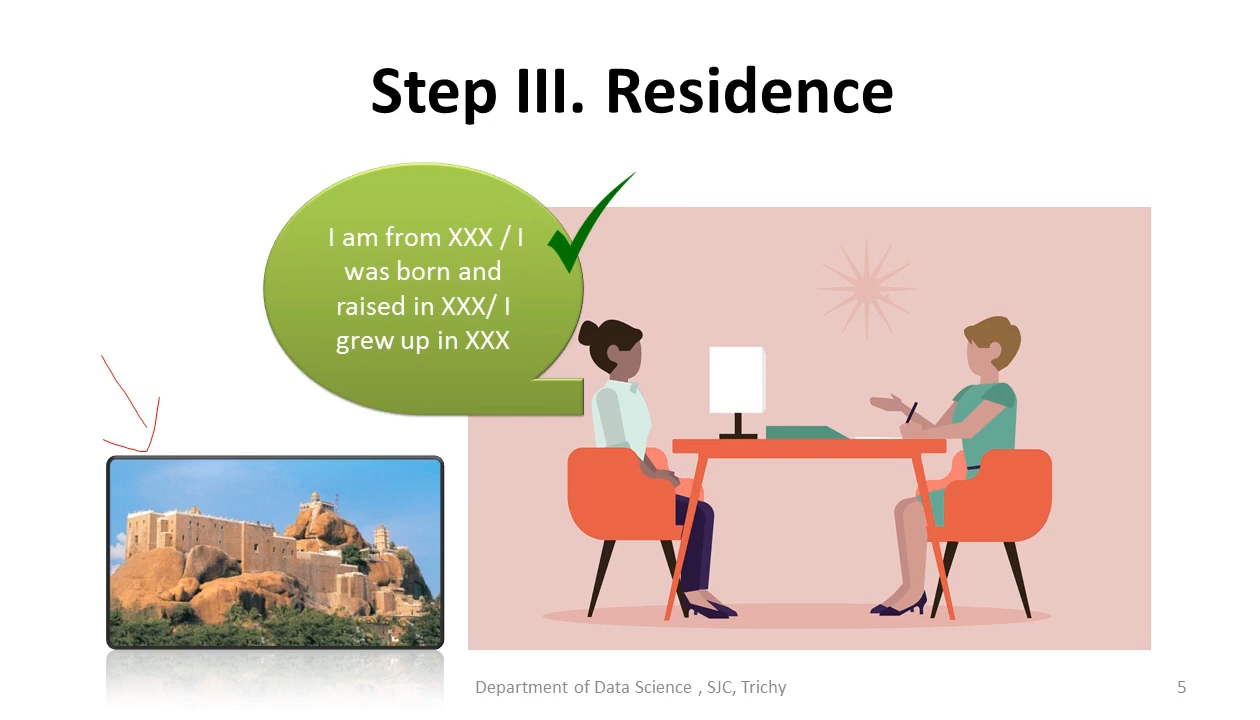 Step III. Residence
I am from XXX / I
was born and
raised in XXX/ I
grew up in XXX
Department of Data Science , SJC, Trichy
5